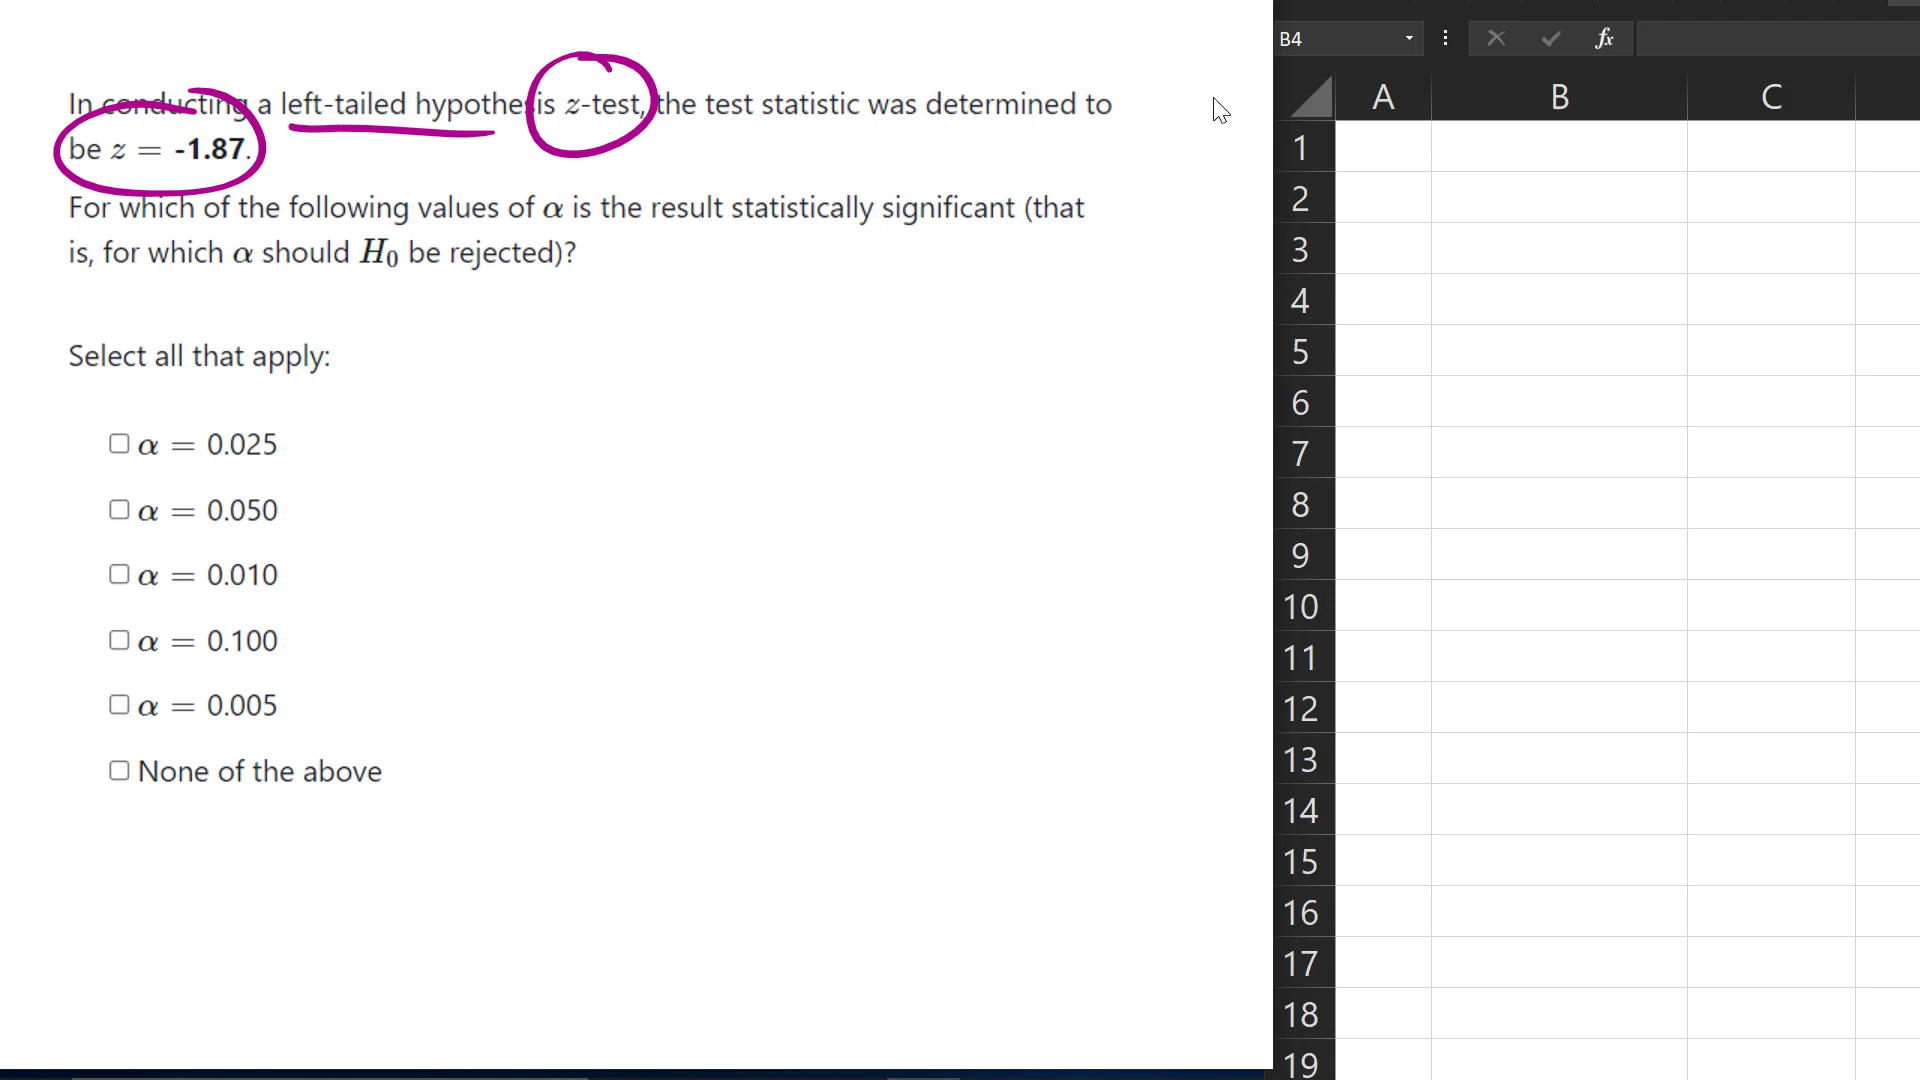 In conducting a left-tailed hypothesis z-test, the test statistic was determined to
be z = -1.87.
For which of the following values of α is the result statistically significant (that
is, for which α should H₀ be rejected)?
Select all that apply:
α = 0.025
α = 0.050
α = 0.010
α = 0.100
α = 0.005
None of the above
B4
fx
A B C
1
2
3
4
5
6
7
8
9
10
11
12
13
14
15
16
17
18
19